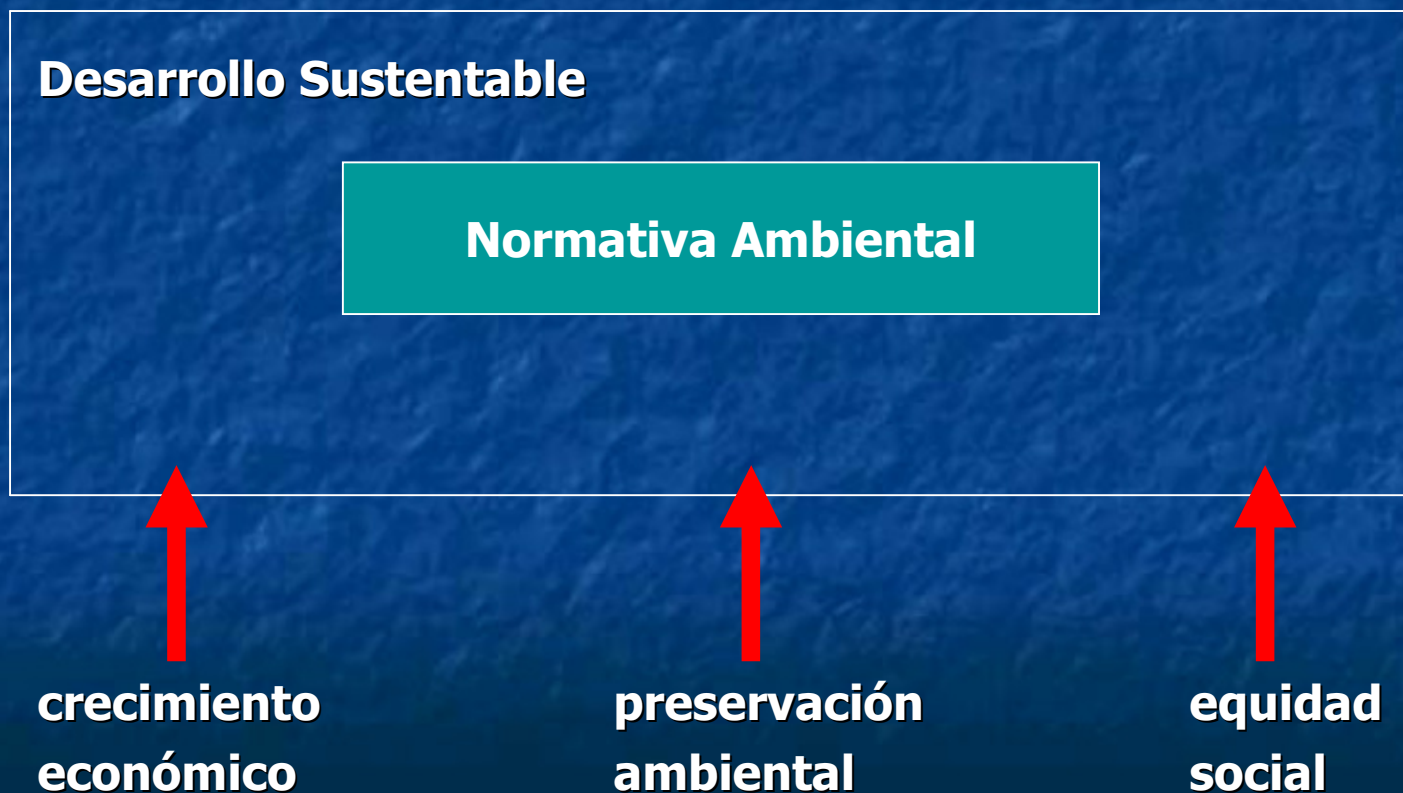 Desarrollo Sustentable
Normativa Ambiental
crecimiento
económico
preservación
ambiental
equidad
social